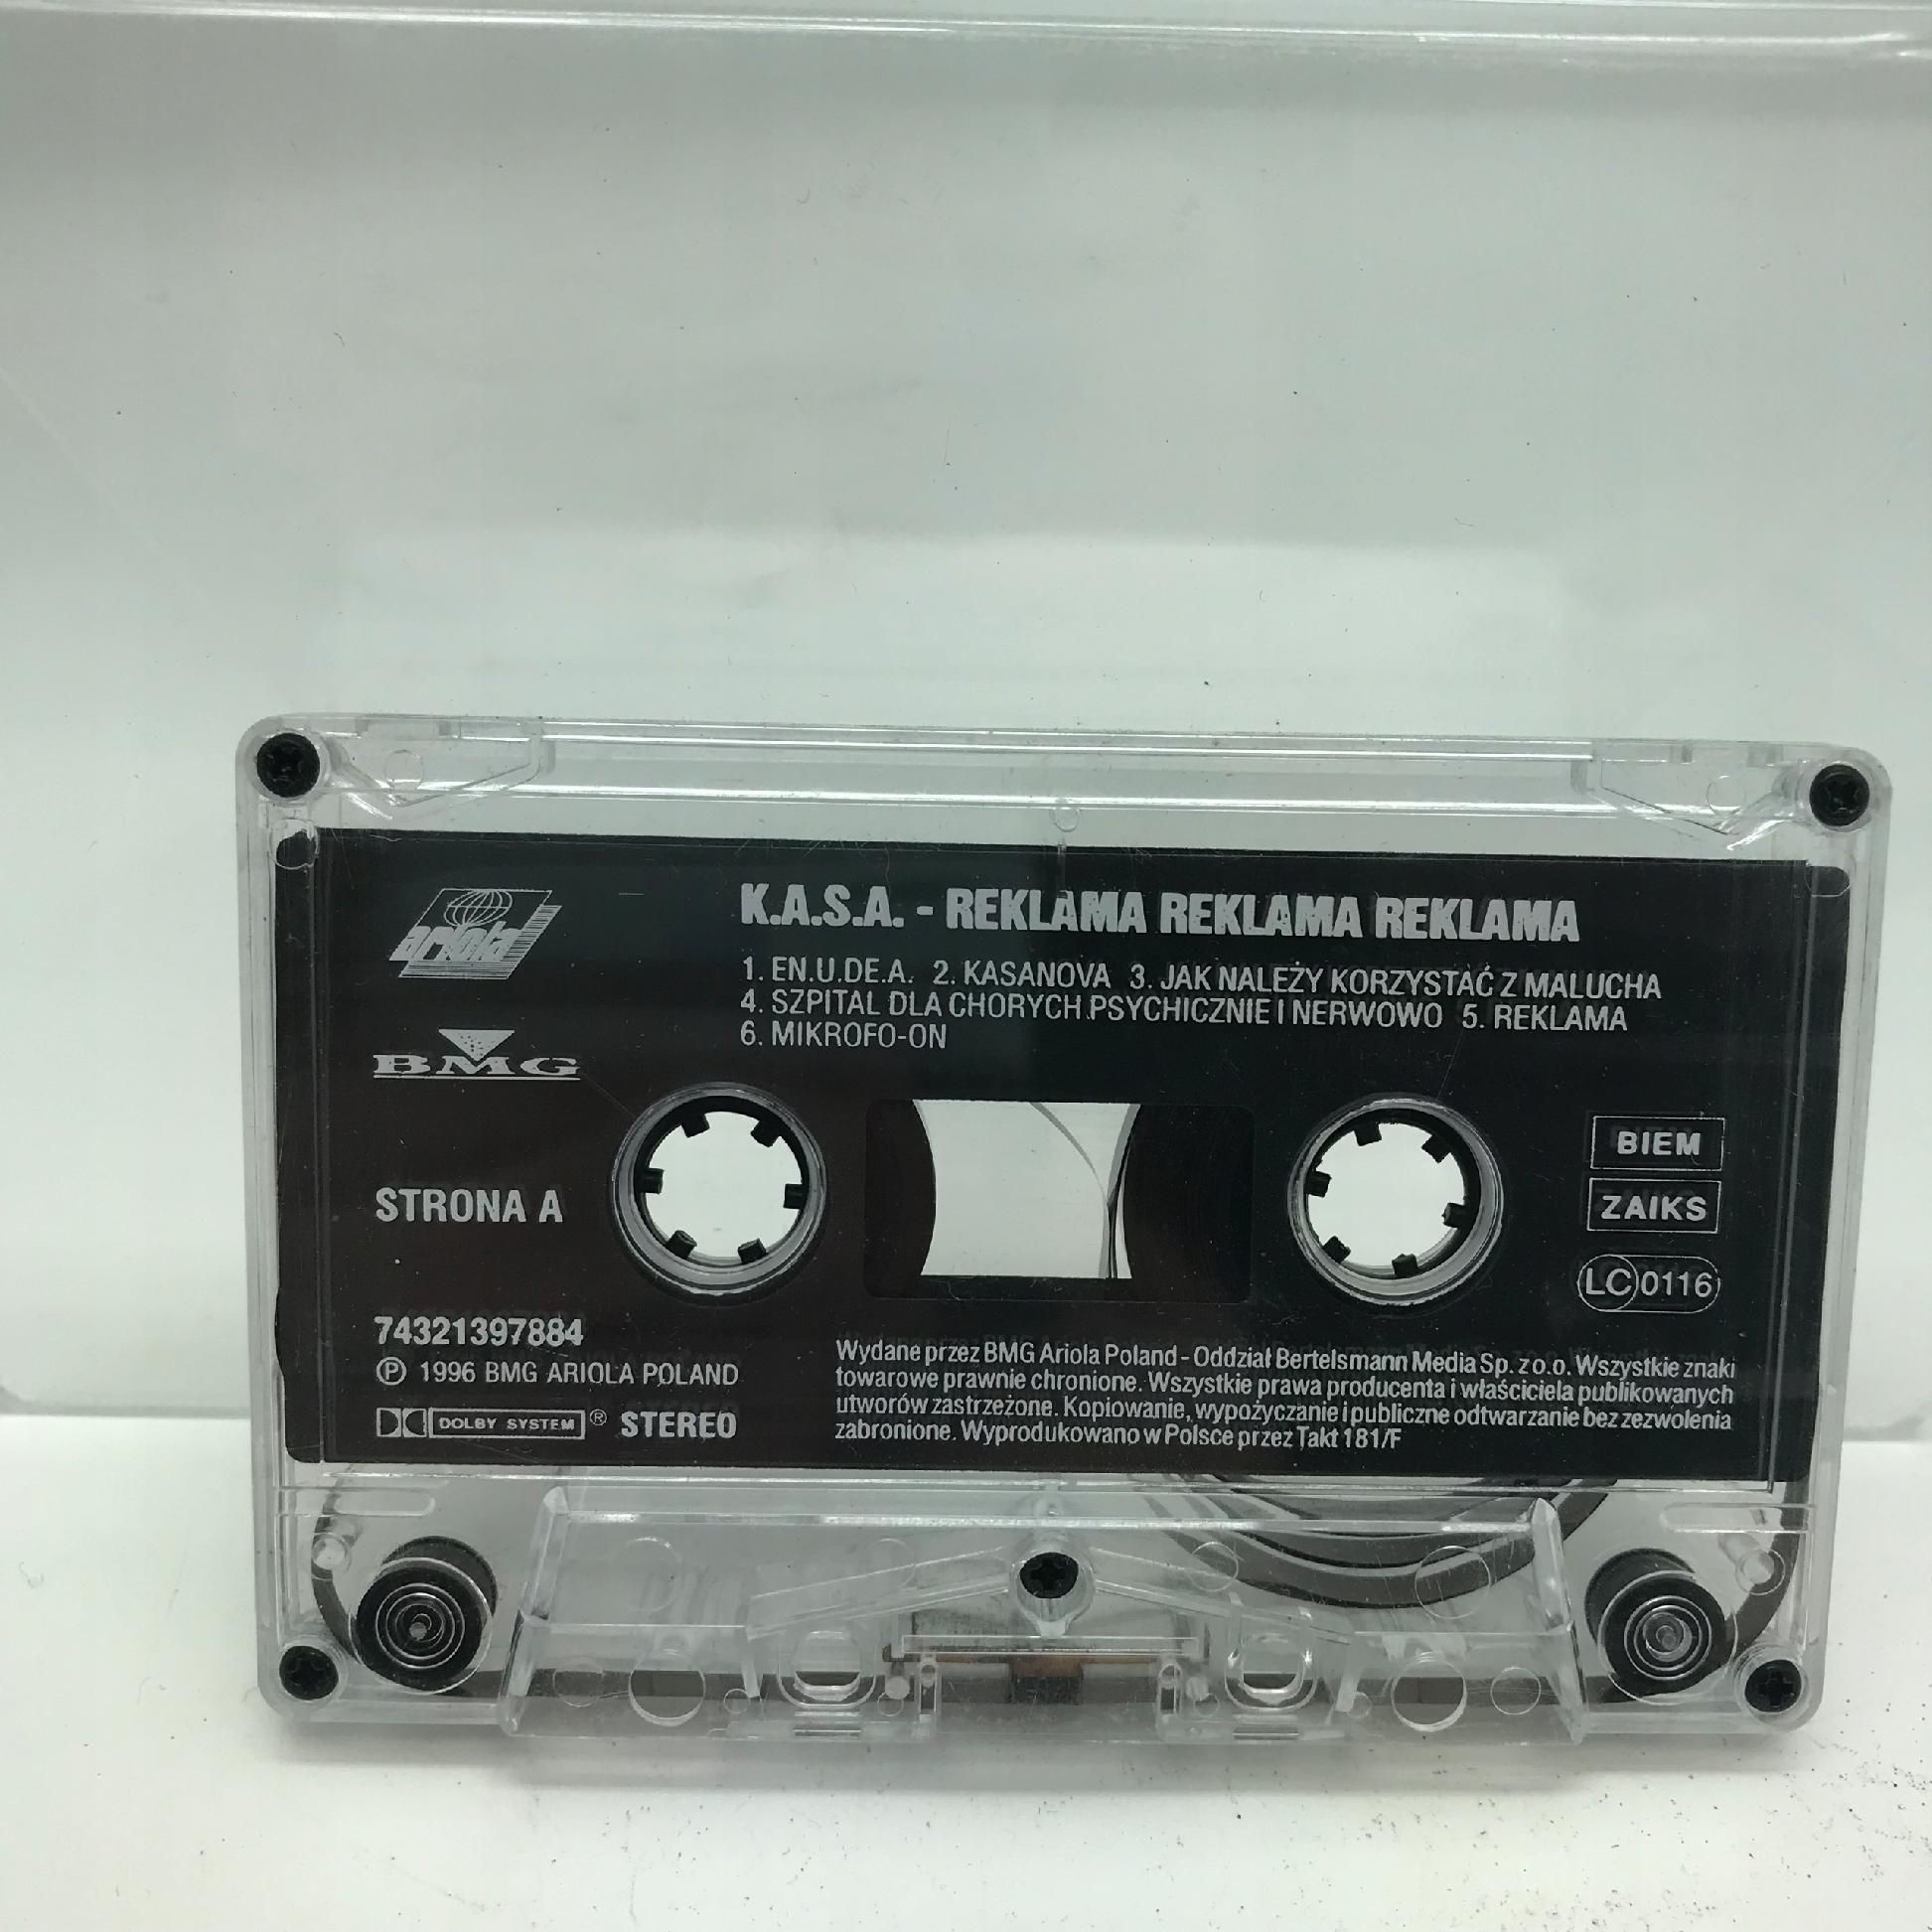 ariola
K.A.S.A. - REKLAMA REKLAMA REKLAMA
1. EN.U.DE.A. 2. KASANOVA 3. JAK NALEŻY KORZYSTAĆ Z MALUCHA
4. SZPITAL DLA CHORYCH PSYCHICZNIE I NERWOWO 5. REKLAMA
6. MIKROFO-ON
BMG
STRONA A
BIEM
ZAIKS
LC 0116
74321397884
Ⓟ 1996 BMG ARIOLA POLAND
DOLBY SYSTEM ® STEREO
Wydane przez BMG Ariola Poland - Oddział Bertelsmann Media Sp. z o.o. Wszystkie znaki
towarowe prawnie chronione. Wszystkie prawa producenta i właściciela publikowanych
utworów zastrzeżone. Kopiowanie, wypożyczanie i publiczne odtwarzanie bez zezwolenia
zabronione. Wyprodukowano w Polsce przez Takt 181/F